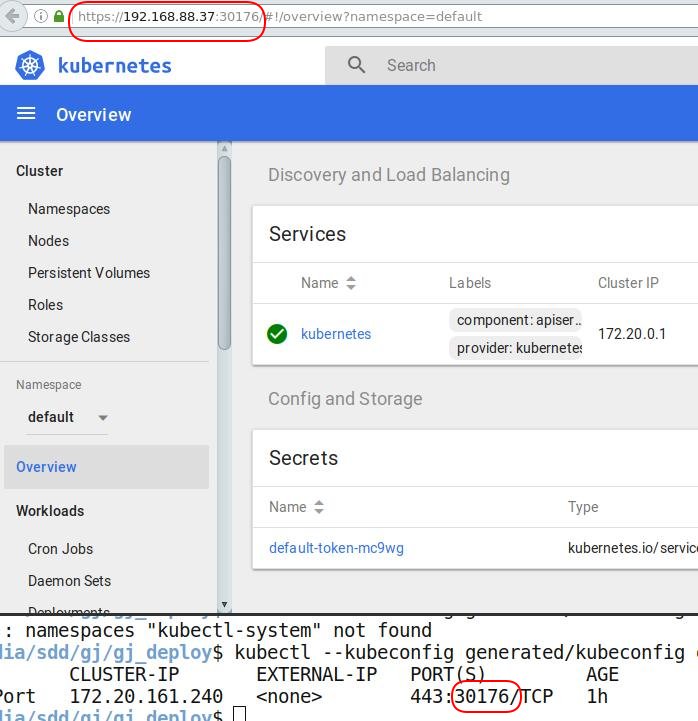 https://192.168.88.37:30176/#!/overview?namespace=default
kubernetes
Search
Overview
Cluster
Namespaces
Nodes
Persistent Volumes
Roles
Storage Classes
Namespace
default
Overview
Workloads
Cron Jobs
Daemon Sets
Deployments
Discovery and Load Balancing
Services
Name Labels Cluster IP
kubernetes component: apiser.. 172.20.0.1
provider: kubernetes
Config and Storage
Secrets
Name Type
default-token-mc9wg kubernetes.io/servic
: namespaces "kubectl-system" not found
dia/sdd/gj/gj_deploy$ kubectl --kubeconfig generated/kubeconfig
CLUSTER-IP EXTERNAL-IP PORT(S) AGE
Port 172.20.161.240 <none> 443:30176/TCP 1h
dia/sdd/gj/gj_deploy$